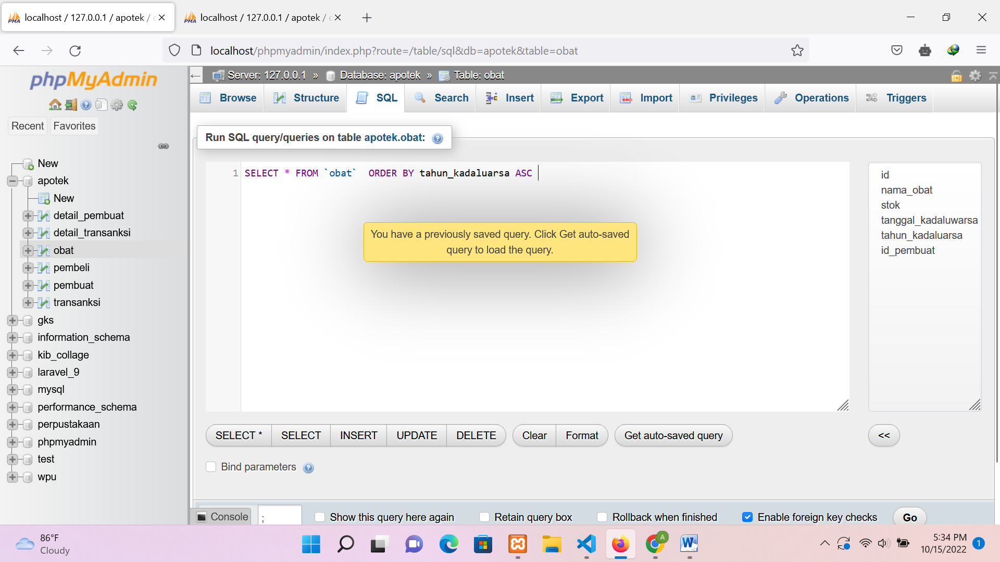 localhost / 127.0.0.1 / apotek /
localhost / 127.0.0.1 / apotek /
localhost/phpmyadmin/index.php?route=/table/sql&db=apotek&table=obat
phpMyAdmin
Recent
Favorites
New
apotek
New
detail_pembuat
detail_transanksi
obat
pembeli
pembuat
transanksi
gks
information_schema
kib_collage
laravel_9
mysql
performance_schema
perpustakaan
phpmyadmin
test
wpu
Server: 127.0.0.1 » Database: apotek » Table: obat
Browse
Structure
SQL
Search
Insert
Export
Import
Privileges
Operations
Triggers
Run SQL query/queries on table apotek.obat:
1 SELECT * FROM `obat`  ORDER BY tahun_kadaluarsa ASC
You have a previously saved query. Click Get auto-saved
query to load the query.
id
nama_obat
stok
tanggal_kadaluwarsa
tahun_kadaluarsa
id_pembuat
SELECT *
SELECT
INSERT
UPDATE
DELETE
Clear
Format
Get auto-saved query
<<
Bind parameters
Console
;
Show this query here again
Retain query box
Rollback when finished
Enable foreign key checks
Go
86°F
Cloudy
A
5:34 PM
10/15/2022
1